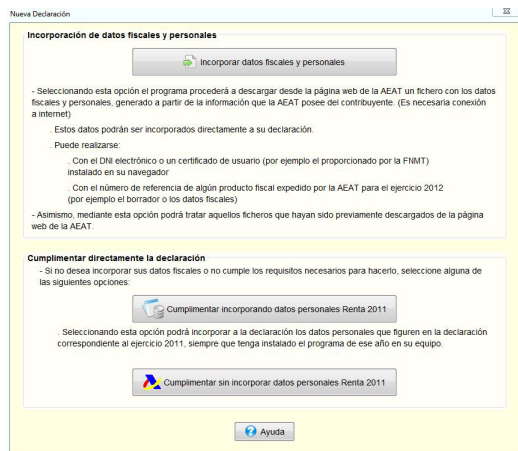 Nueva Declaración
Incorporación de datos fiscales y personales
Incorporar datos fiscales y personales
- Seleccionando esta opción el programa procederá a descargar desde la página web de la AEAT un fichero con los datos
fiscales y personales, generado a partir de la información que la AEAT posee del contribuyente. (Es necesaria conexión
a internet)
. Estos datos podrán ser incorporados directamente a su declaración.
. Puede realizarse:
. Con el DNI electrónico o un certificado de usuario (por ejemplo el proporcionado por la FNMT)
instalado en su navegador
. Con el número de referencia de algún producto fiscal expedido por la AEAT para el ejercicio 2012
(por ejemplo el borrador o los datos fiscales)
- Asimismo, mediante esta opción podrá tratar aquellos ficheros que hayan sido previamente descargados de la página
web de la AEAT.
Cumplimentar directamente la declaración
- Si no desea incorporar sus datos fiscales o no cumple los requisitos necesarios para hacerlo, seleccione alguna de
las siguientes opciones:
Cumplimentar incorporando datos personales Renta 2011
. Seleccionando esta opción podrá incorporar a la declaración los datos personales que figuren en la declaración
correspondiente al ejercicio 2011, siempre que tenga instalado el programa de ese año en su equipo.
Cumplimentar sin incorporar datos personales Renta 2011
Ayuda